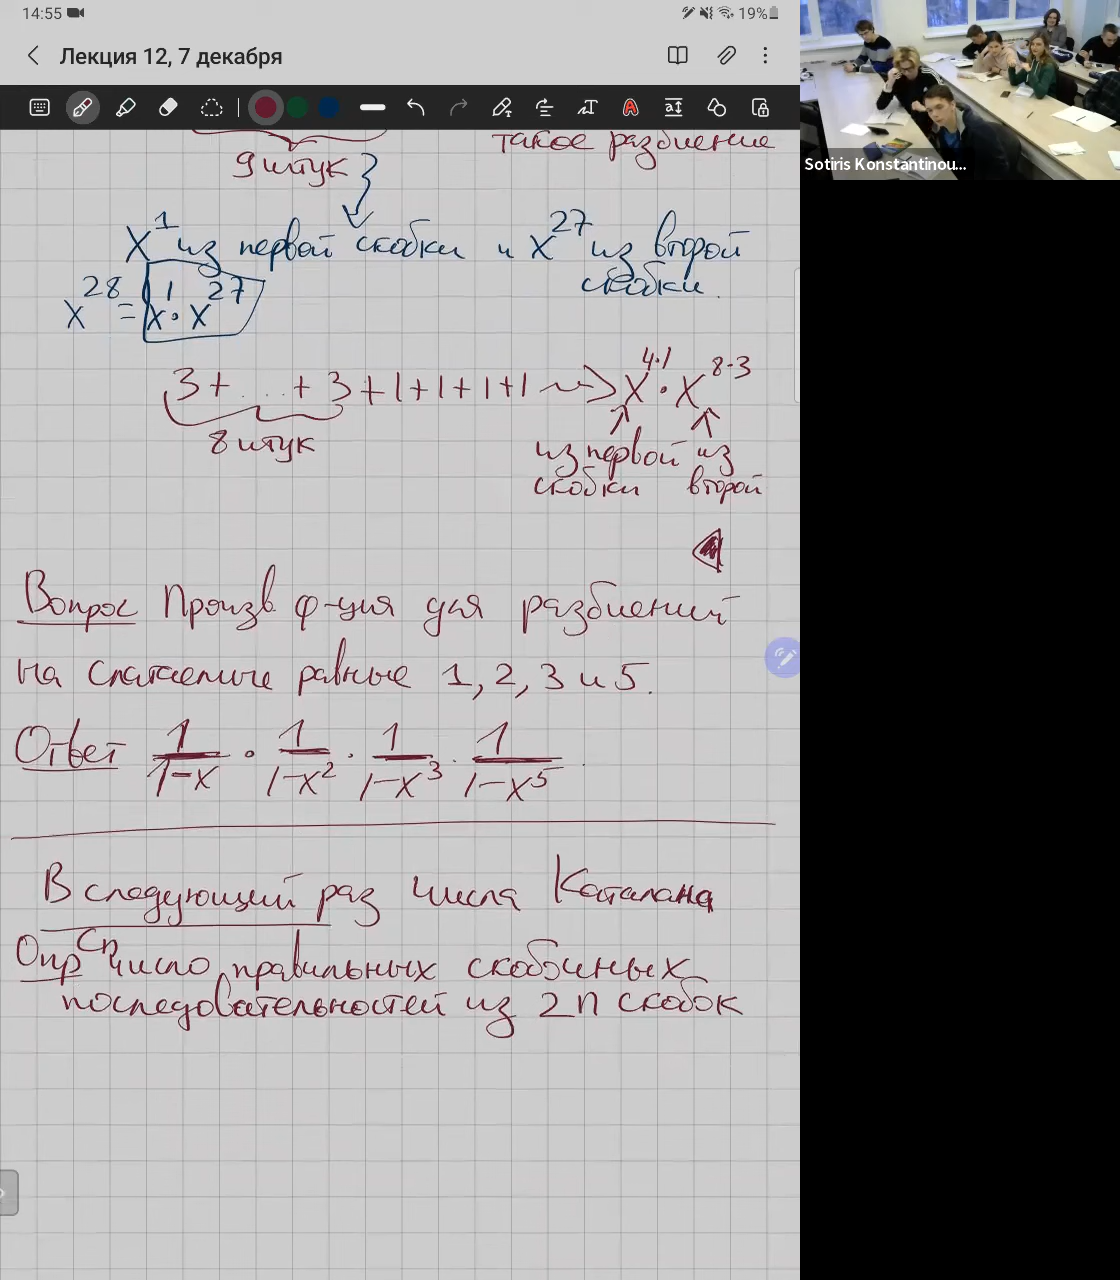 14:55
19%
Лекция 12, 7 декабря
9 штук
такое разбиение
x^1 из первой скобки и x^27 из второй
скобки.
x^28 = x^1 · x^27
3+ ... + 3+1+1+1+1 ⇝ x^{4·1} · x^{8·3}
8 штук
из первой из
скобки второй
Вопрос Произв ф-ция для разбиений
на слагаемые равные 1, 2, 3 и 5.
Ответ 1/(1-x) · 1/(1-x^2) · 1/(1-x^3) · 1/(1-x^5).
В следующий раз числа Каталана
Опр Cn число правильных скобочных
последовательностей из 2n скобок
Sotiris Konstantinou...